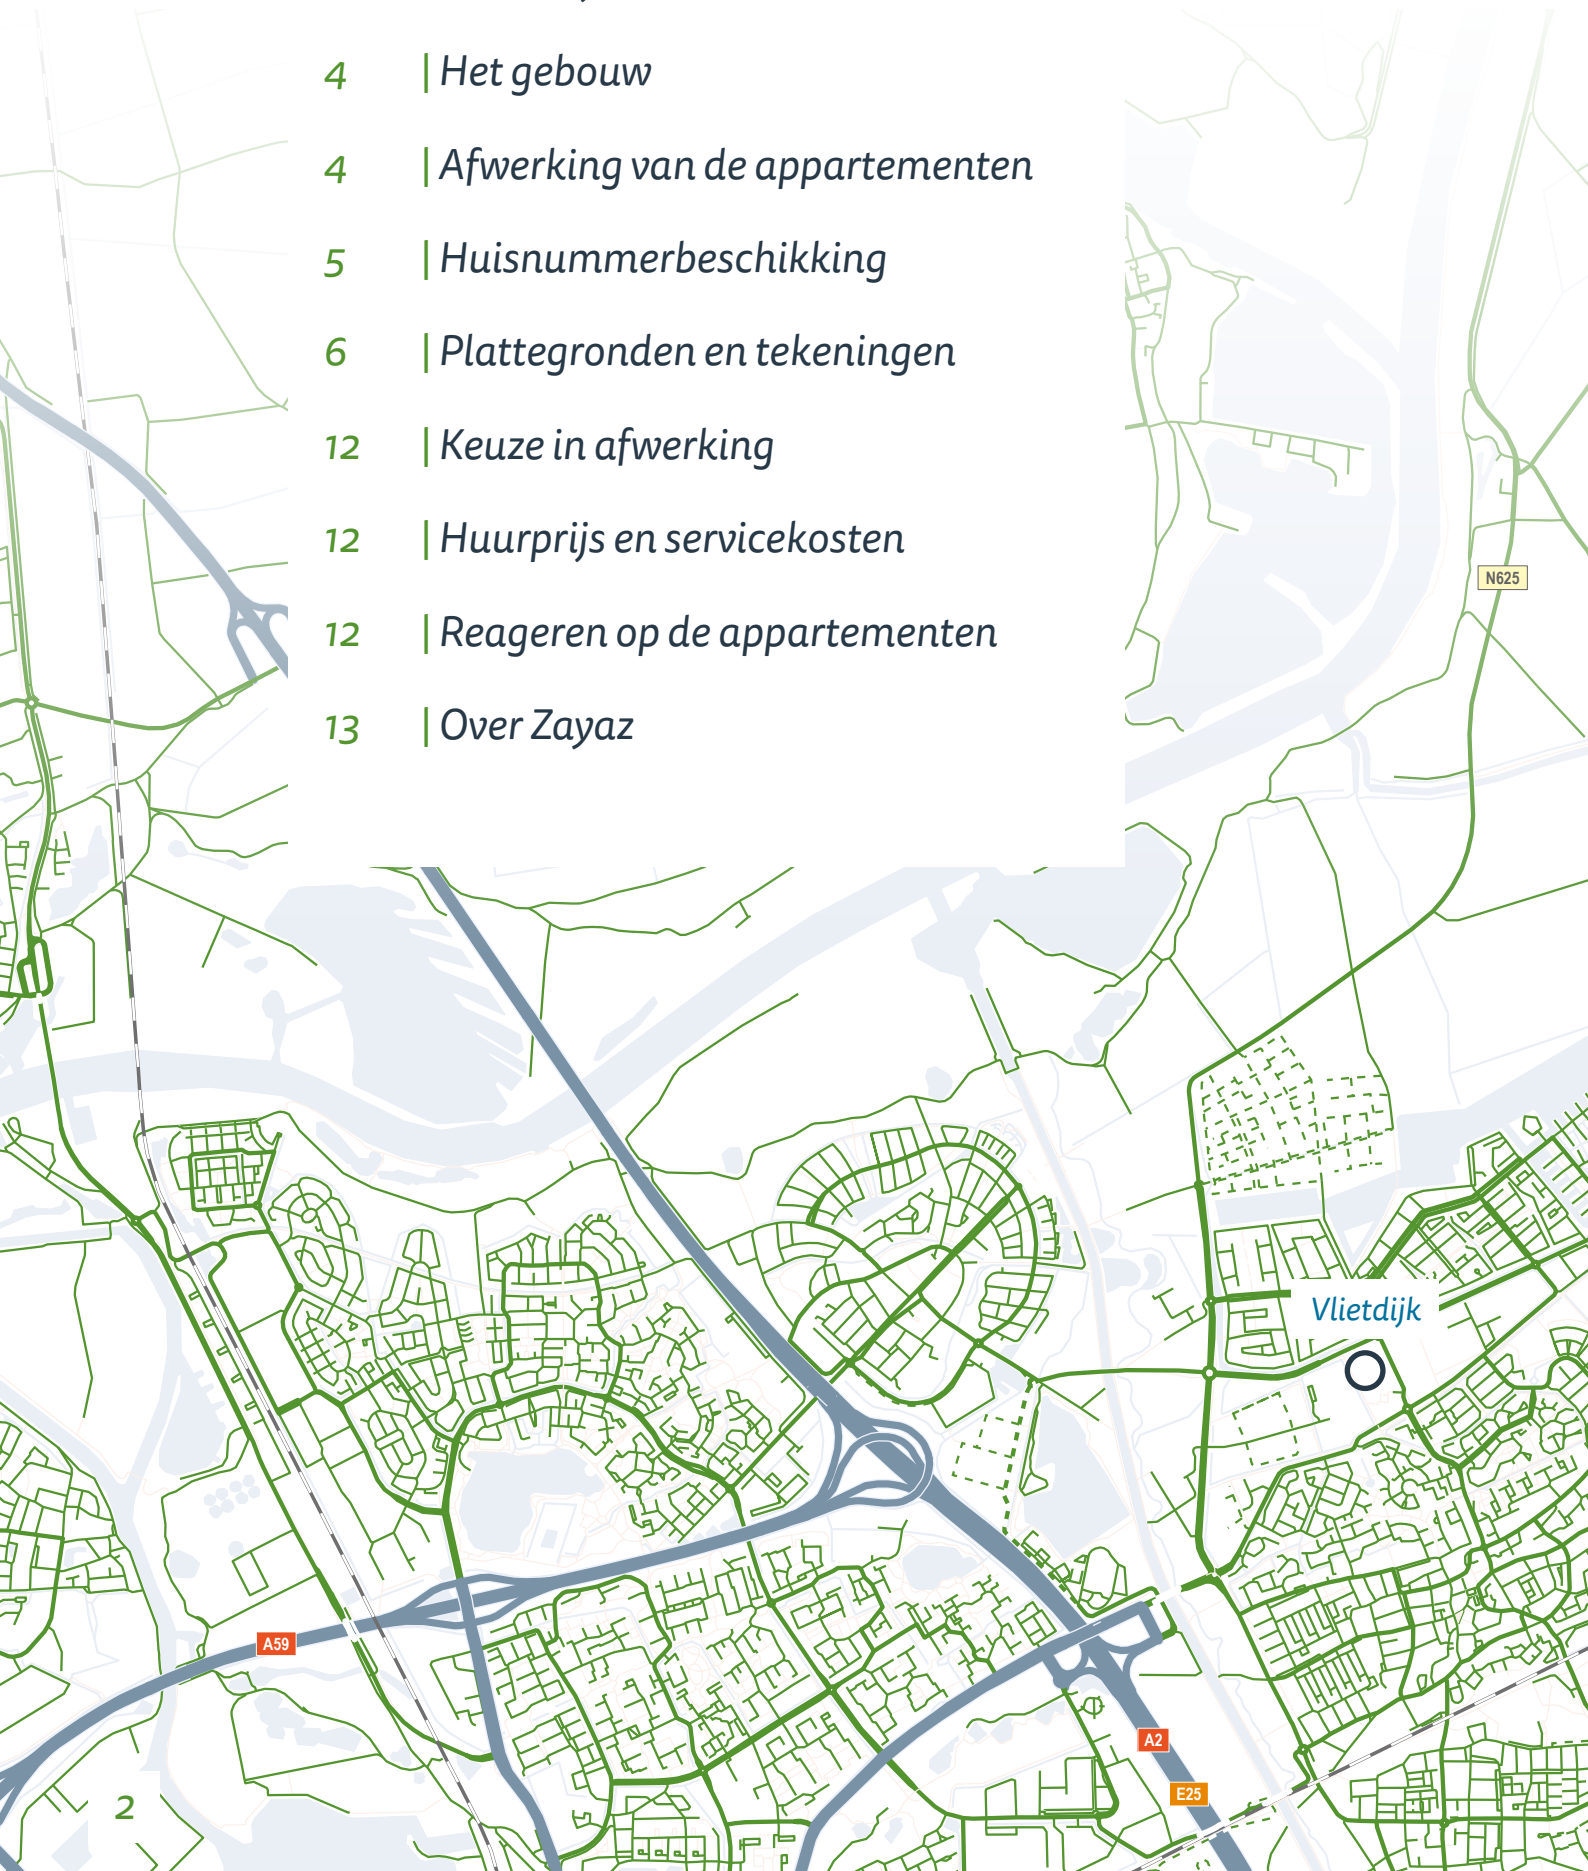 4 | Het gebouw
4 | Afwerking van de appartementen
5 | Huisnummerbeschikking
6 | Plattegronden en tekeningen
12 | Keuze in afwerking
12 | Huurprijs en servicekosten
12 | Reageren op de appartementen
13 | Over Zayaz
N625
Vlietdijk
A59
A2
E25
2